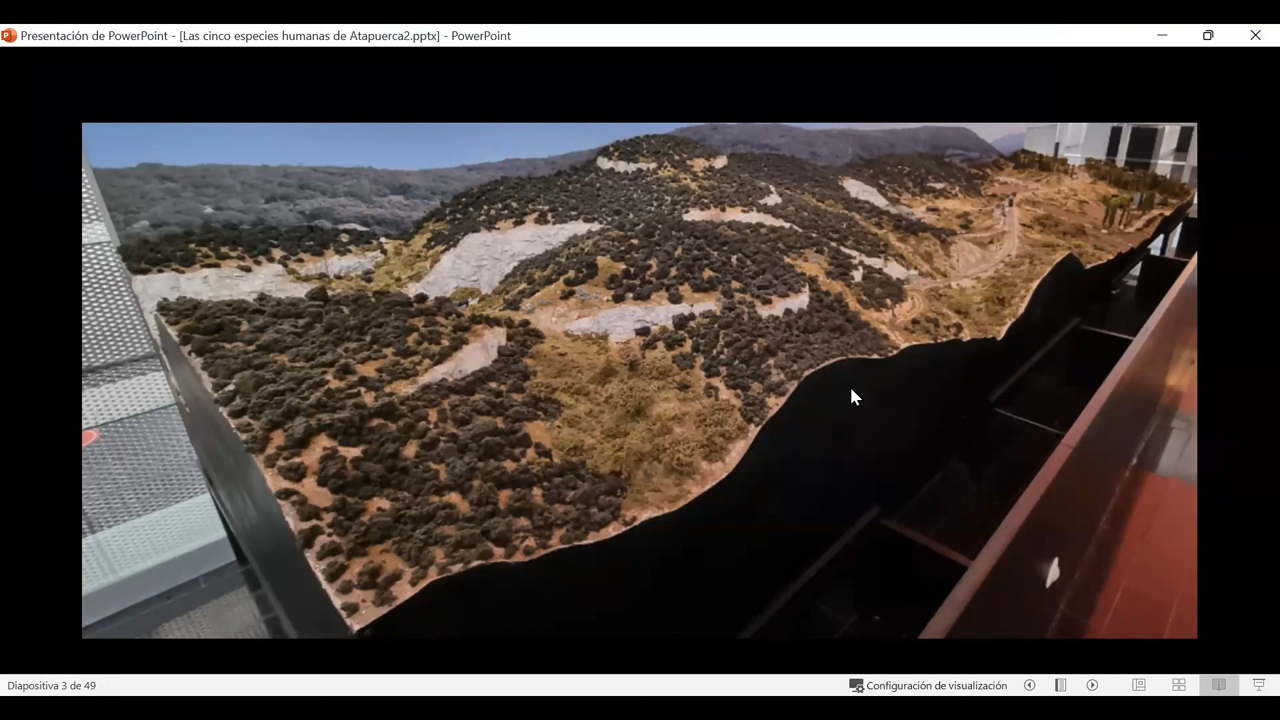 Presentación de PowerPoint - [Las cinco especies humanas de Atapuerca2.pptx] - PowerPoint
Diapositiva 3 de 49
Configuración de visualización